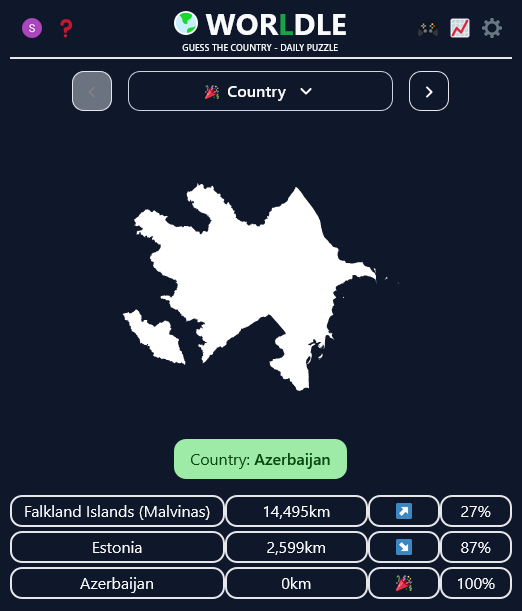 S
WORLDLE
GUESS THE COUNTRY - DAILY PUZZLE
Country
Country: Azerbaijan
Falkland Islands (Malvinas) 14,495km 27%
Estonia 2,599km 87%
Azerbaijan 0km 100%